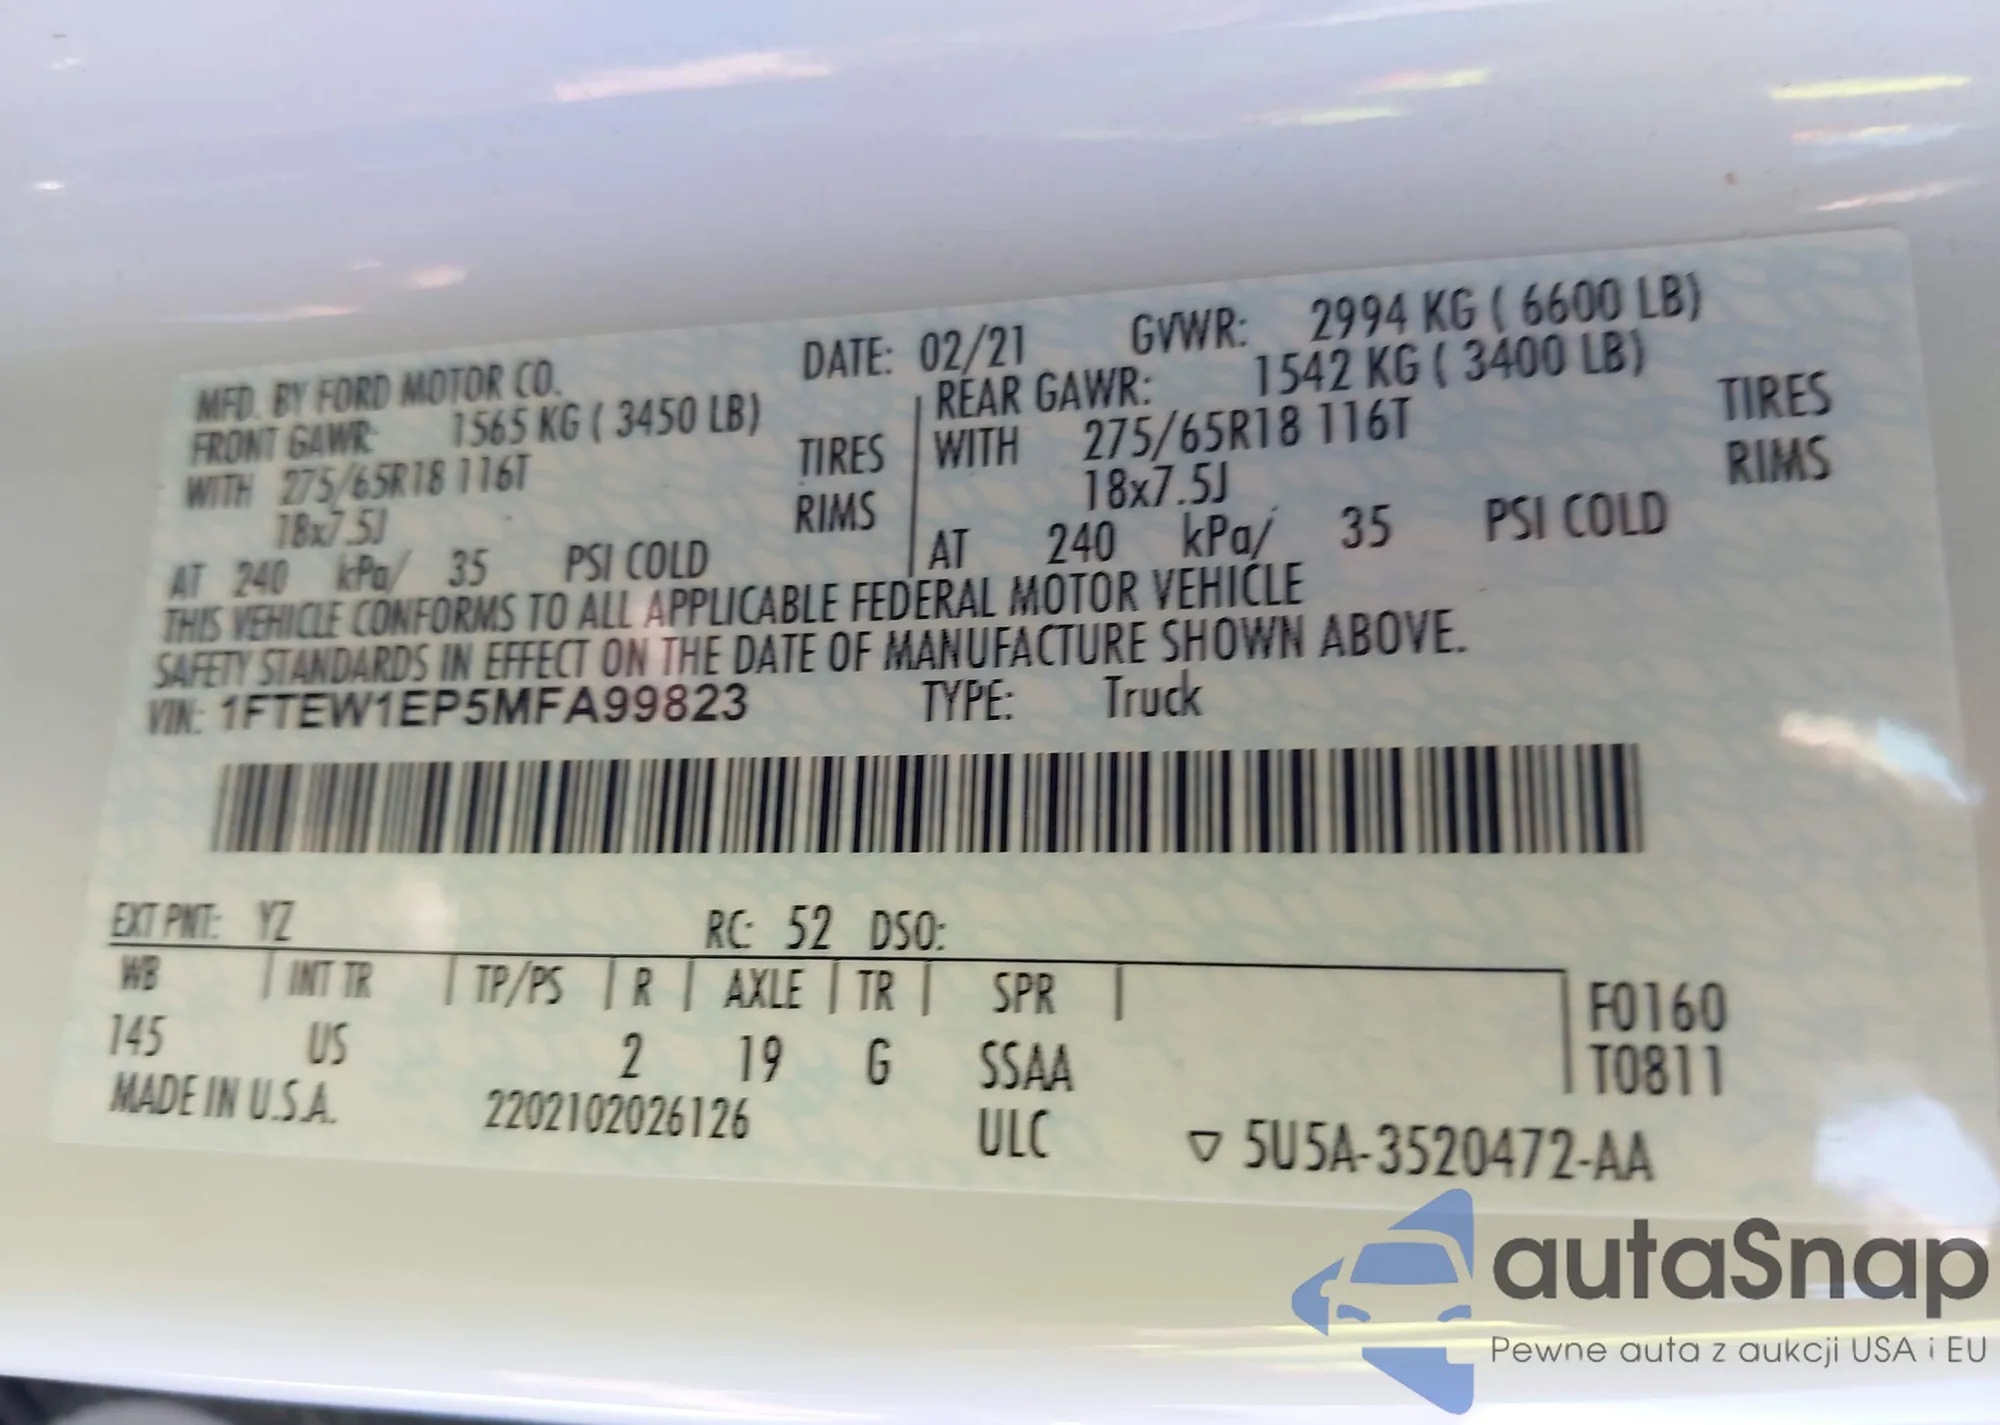 MFD. BY FORD MOTOR CO. DATE: 02/21 GVWR: 2994 KG ( 6600 LB)
FRONT GAWR: 1565 KG ( 3450 LB) REAR GAWR: 1542 KG ( 3400 LB)
WITH 275/65R18 116T TIRES WITH 275/65R18 116T TIRES
18x7.5J RIMS 18x7.5J RIMS
AT 240 kPa/ 35 PSI COLD AT 240 kPa/ 35 PSI COLD
THIS VEHICLE CONFORMS TO ALL APPLICABLE FEDERAL MOTOR VEHICLE
SAFETY STANDARDS IN EFFECT ON THE DATE OF MANUFACTURE SHOWN ABOVE.
VIN: 1FTEW1EP5MFA99823 TYPE: Truck
EXT PNT: YZ RC: 52 DSO:
WB INT TR TP/PS R AXLE TR SPR F0160
145 US 2 19 G SSAA T0811
MADE IN U.S.A. 2202102026126 ULC ▽ 5U5A-3520472-AA
autaSnap
Pewne auta z aukcji USA i EU